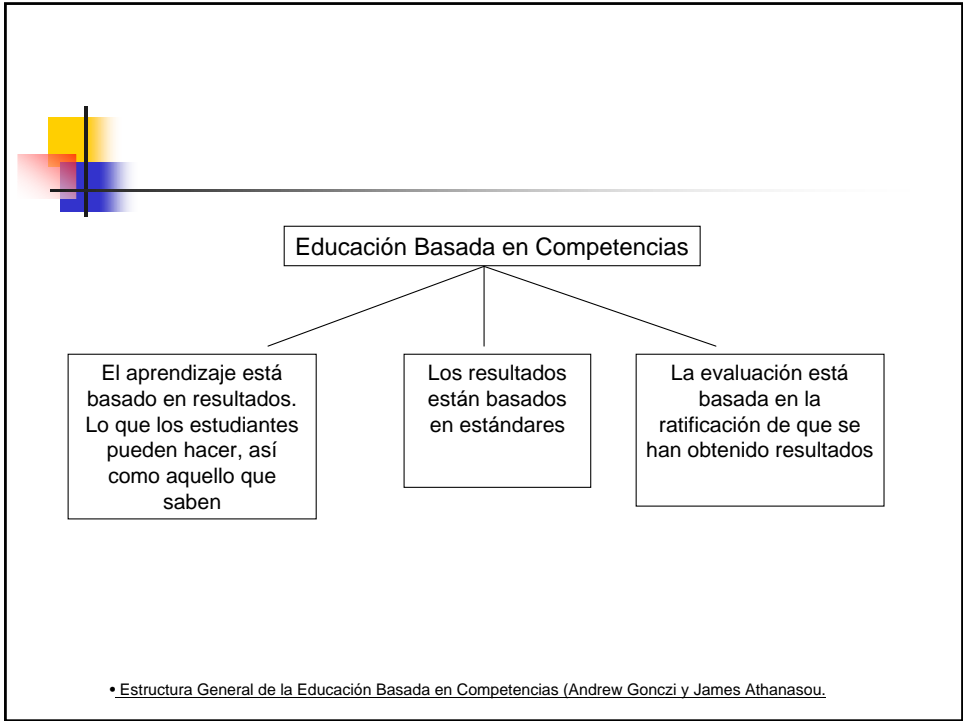 Educación Basada en Competencias
El aprendizaje está
basado en resultados.
Lo que los estudiantes
pueden hacer, así
como aquello que
saben
Los resultados
están basados
en estándares
La evaluación está
basada en la
ratificación de que se
han obtenido resultados
• Estructura General de la Educación Basada en Competencias (Andrew Gonczi y James Athanasou.